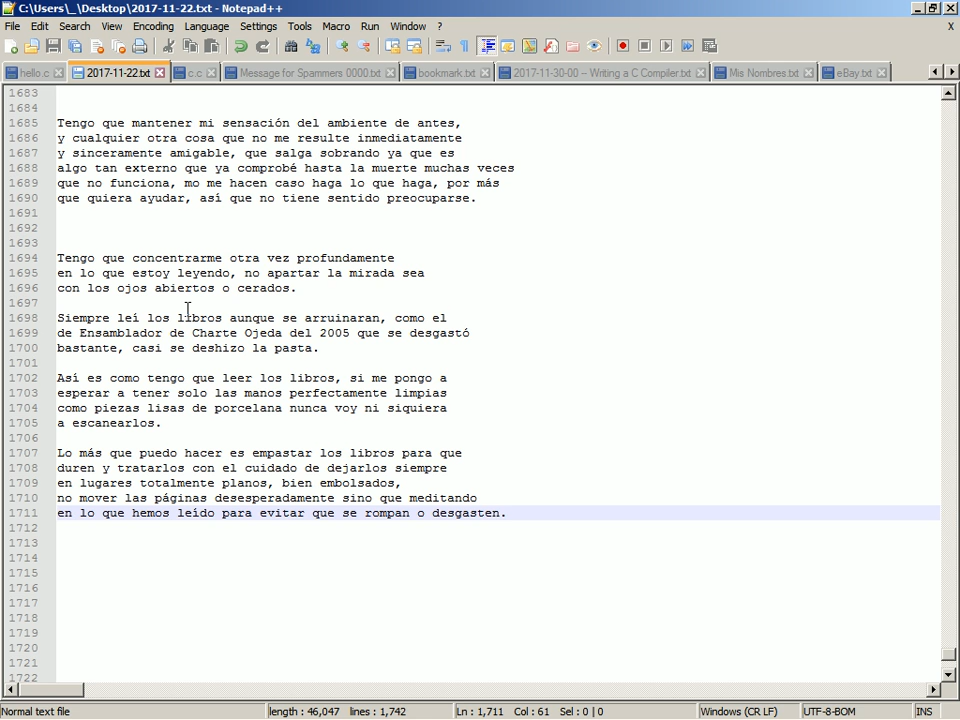 C:\Users\_\Desktop\2017-11-22.txt - Notepad++
File Edit Search View Encoding Language Settings Tools Macro Run Window ? X
hello.c 2017-11-22.txt c.c Message for Spammers 0000.txt bookmark.txt 2017-11-30-00 -- Writing a C Compiler.txt Mis Nombres.txt eBay.txt
1683
1684
1685 Tengo que mantener mi sensación del ambiente de antes,
1686 y cualquier otra cosa que no me resulte inmediatamente
1687 y sinceramente amigable, que salga sobrando ya que es
1688 algo tan externo que ya comprobé hasta la muerte muchas veces
1689 que no funciona, mo me hacen caso haga lo que haga, por más
1690 que quiera ayudar, así que no tiene sentido preocuparse.
1691
1692
1693
1694 Tengo que concentrarme otra vez profundamente
1695 en lo que estoy leyendo, no apartar la mirada sea
1696 con los ojos abiertos o cerados.
1697
1698 Siempre leí los libros aunque se arruinaran, como el
1699 de Ensamblador de Charte Ojeda del 2005 que se desgastó
1700 bastante, casi se deshizo la pasta.
1701
1702 Así es como tengo que leer los libros, si me pongo a
1703 esperar a tener solo las manos perfectamente limpias
1704 como piezas lisas de porcelana nunca voy ni siquiera
1705 a escanearlos.
1706
1707 Lo más que puedo hacer es empastar los libros para que
1708 duren y tratarlos con el cuidado de dejarlos siempre
1709 en lugares totalmente planos, bien embolsados,
1710 no mover las páginas desesperadamente sino que meditando
1711 en lo que hemos leído para evitar que se rompan o desgasten.
1712
1713
1714
1715
1716
1717
1718
1719
1720
1721
1722
Normal text file length : 46,047 lines : 1,742 Ln : 1,711 Col : 61 Sel : 0 | 0 Windows (CR LF) UTF-8-BOM INS